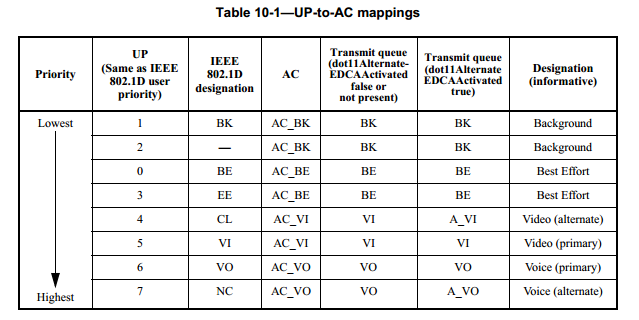 Table 10-1—UP-to-AC mappings
Priority
UP
(Same as IEEE
802.1D user
priority)
IEEE
802.1D
designation
AC
Transmit queue
(dot11Alternate-
EDCAActivated
false or
not present)
Transmit queue
(dot11Alternate
EDCAActivated
true)
Designation
(informative)
Lowest 1 BK AC_BK BK BK Background
2 — AC_BK BK BK Background
0 BE AC_BE BE BE Best Effort
3 EE AC_BE BE BE Best Effort
4 CL AC_VI VI A_VI Video (alternate)
5 VI AC_VI VI VI Video (primary)
6 VO AC_VO VO VO Voice (primary)
Highest 7 NC AC_VO VO A_VO Voice (alternate)